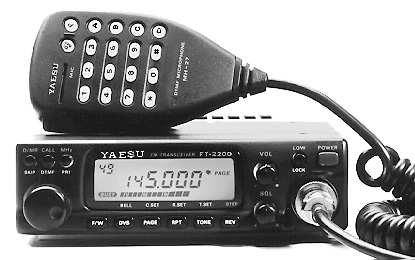 YAESU
MIC
DTMF MICROPHONE
MH-27
A B C D
3 6 9 #
2 5 8 0
1 4 7 *
YAESU FM TRANSCEIVER FT-2200
D/MR CALL MHz
SKIP DTMF PRI
VOL
SQL
LOW
LOCK
POWER
49
145.000
PAGE
BUSY
BELL C.SET R.SET T.SET STEP
F/W DVS PAGE RPT TONE REV